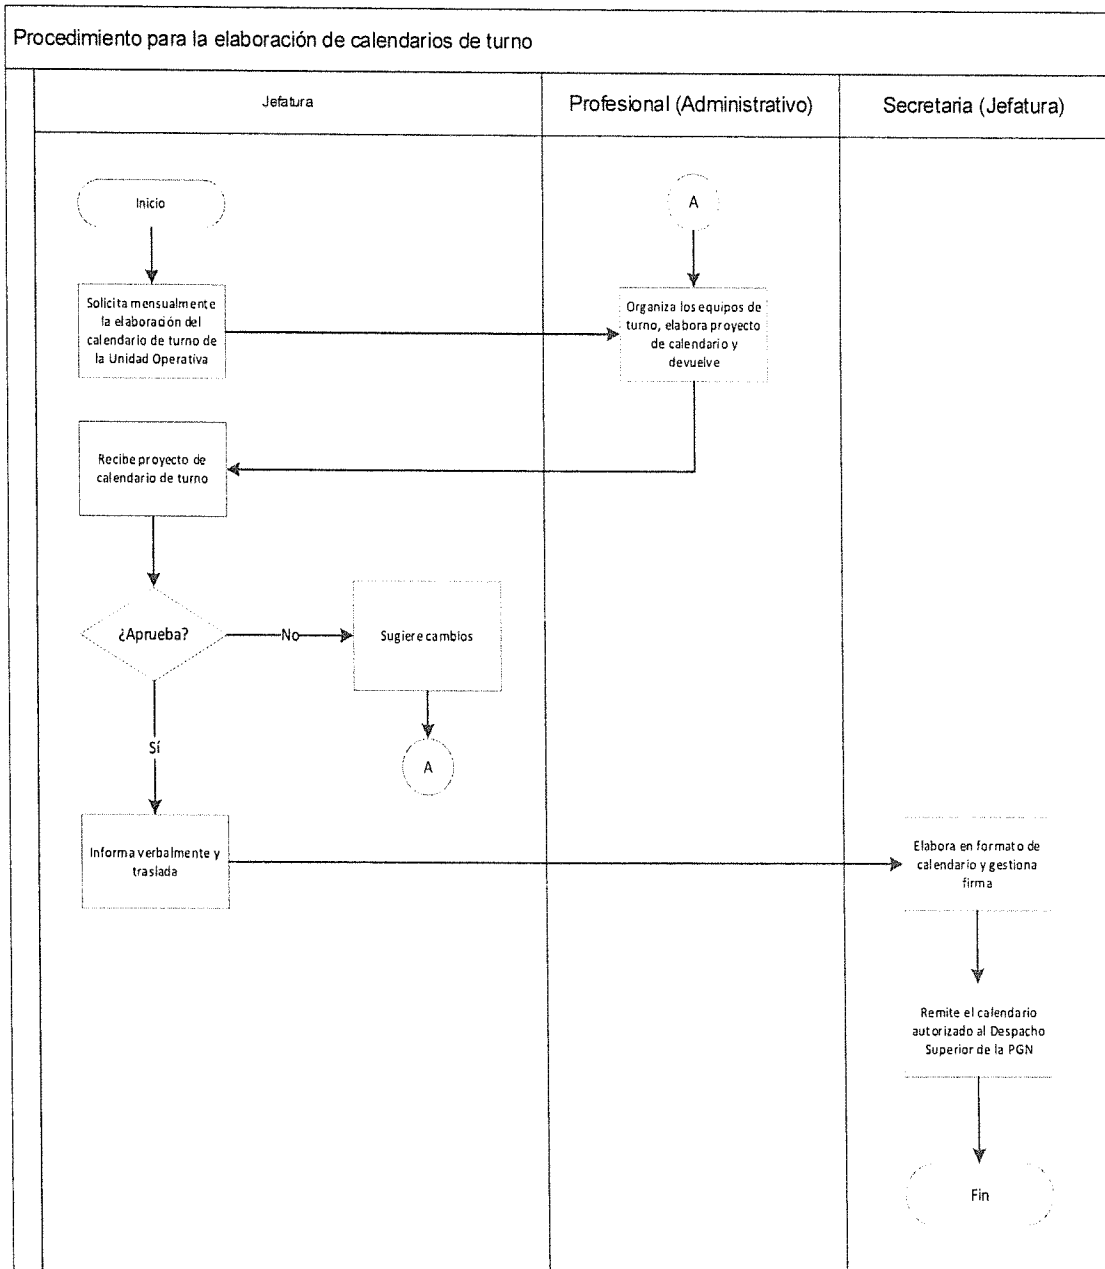 Procedimiento para la elaboración de calendarios de turno
Jefatura
Profesional (Administrativo)
Secretaria (Jefatura)
Inicio
A
Solicita mensualmente
la elaboración del
calendario de turno de
la Unidad Operativa
Organiza los equipos de
turno, elabora proyecto
de calendario y
devuelve
Recibe proyecto de
calendario de turno
¿Aprueba?
No
Sugiere cambios
Sí
A
Informa verbalmente y
traslada
Elabora en formato de
calendario y gestiona
firma
Remite el calendario
autorizado al Despacho
Superior de la PGN
Fin